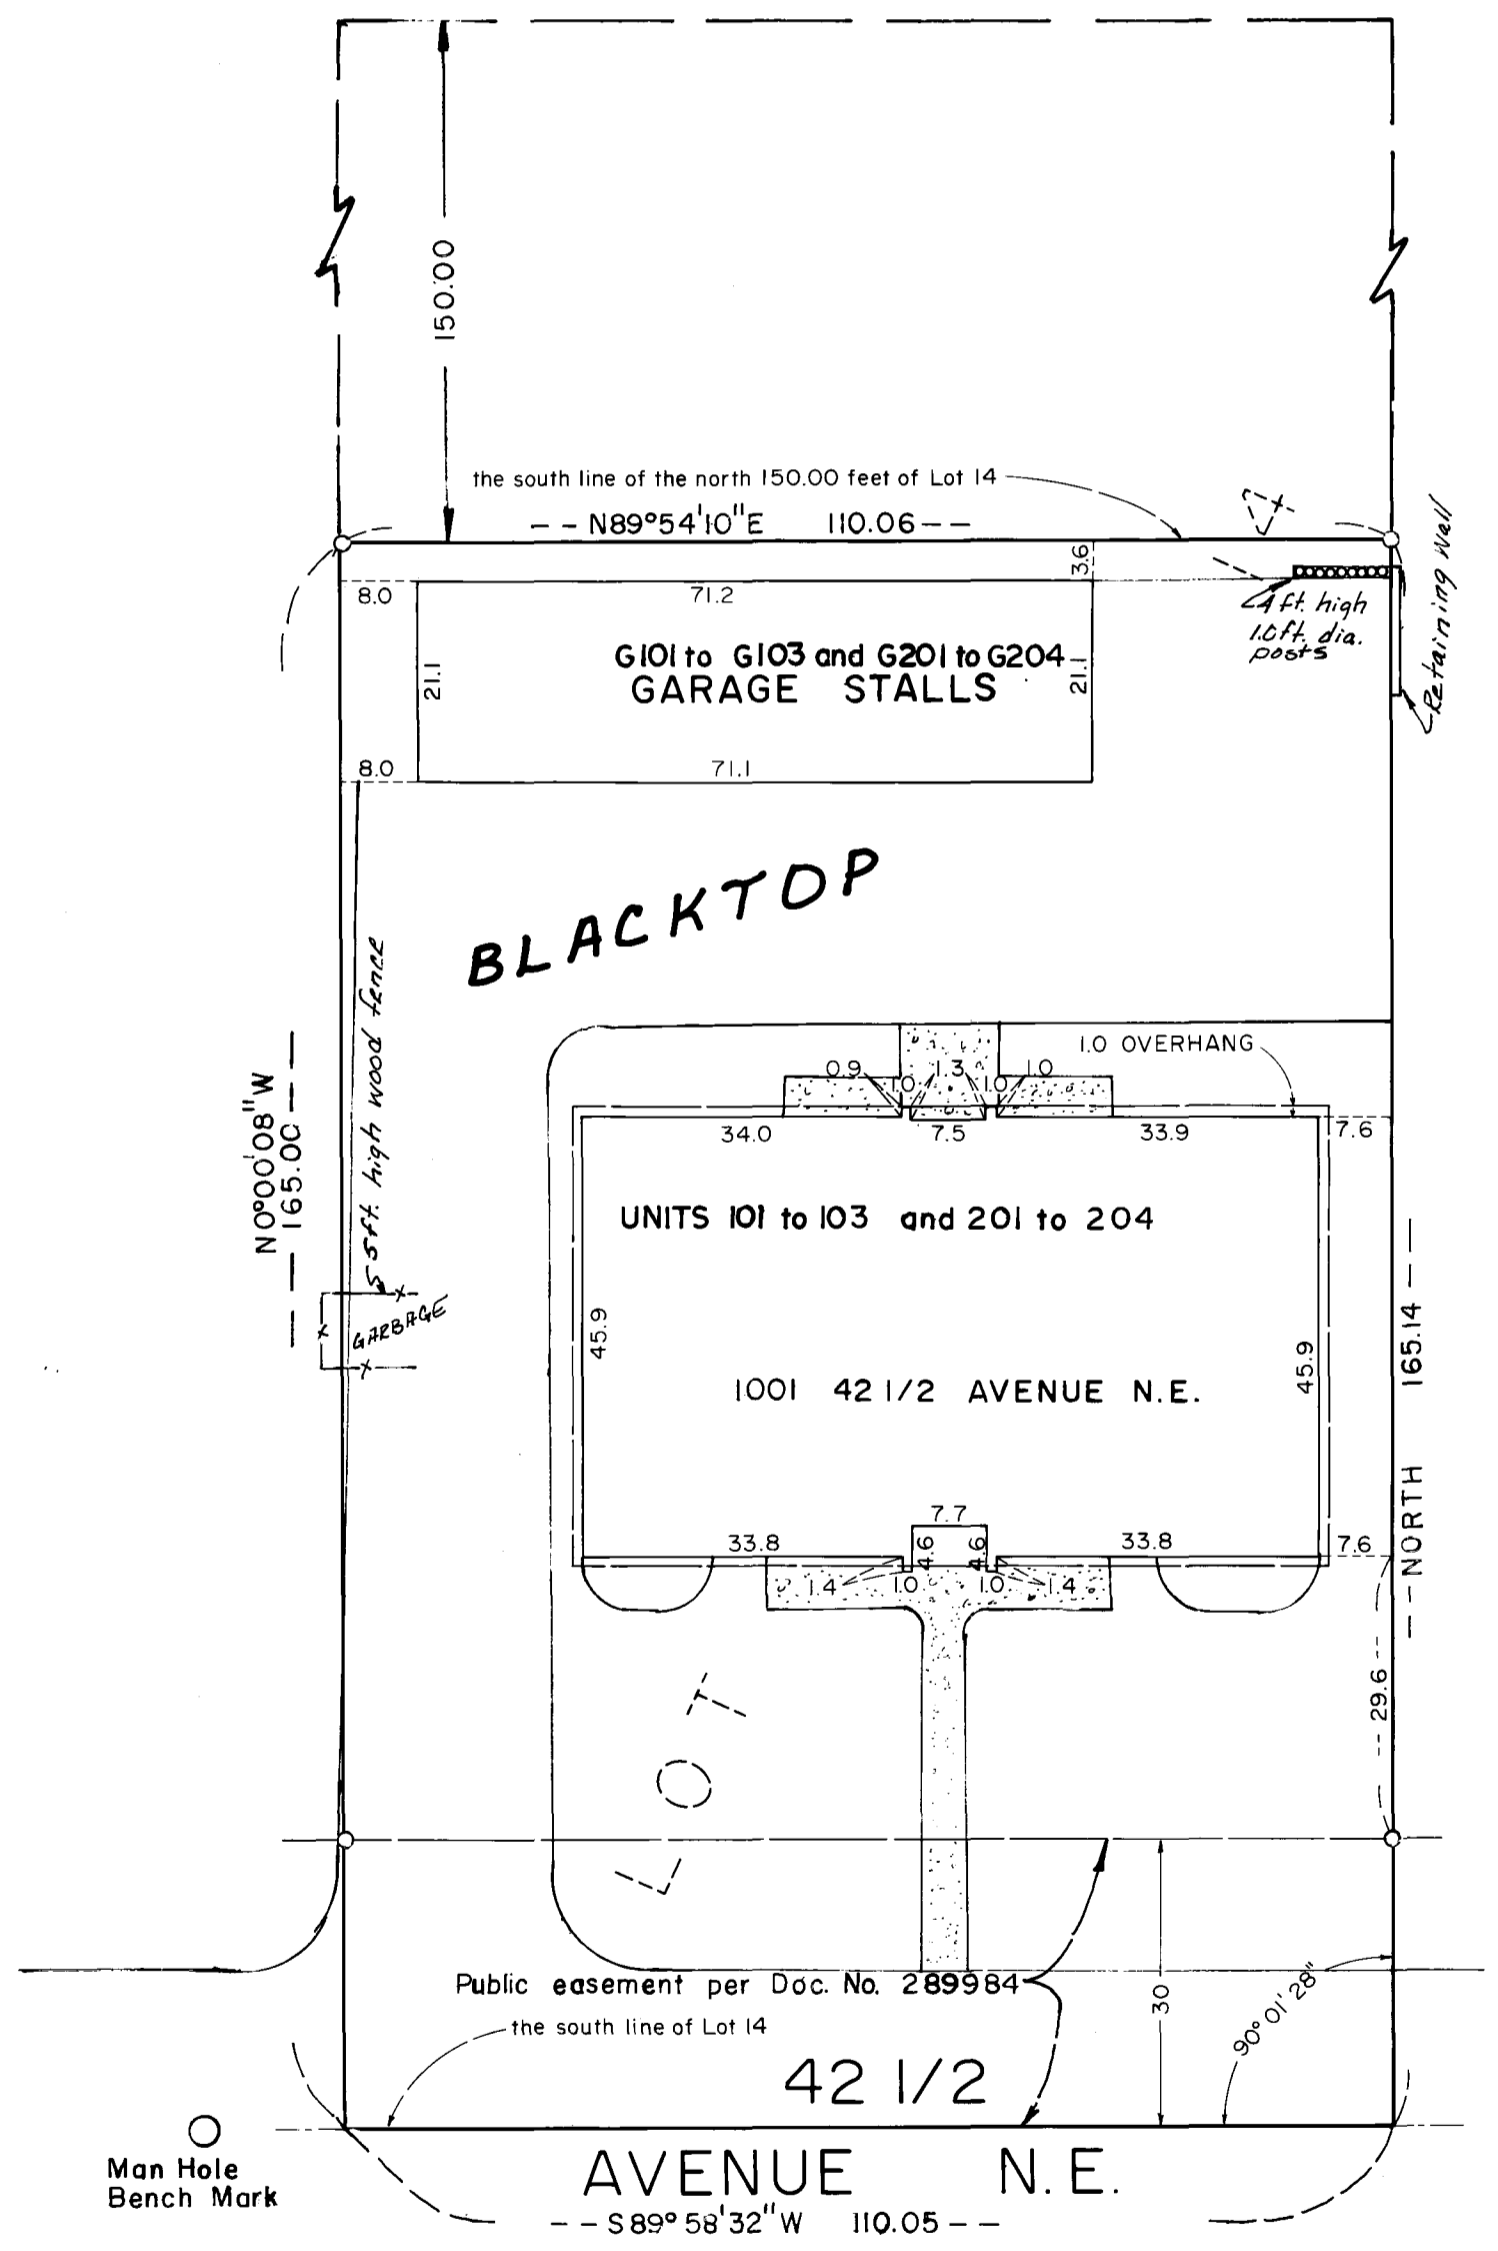 150.00
the south line of the north 150.00 feet of Lot 14
N89°54'10"E 110.06
3.6
8.0
71.2
4 ft. high
1.0 ft. dia.
posts
Retaining Wall
G101 to G103 and G201 to G204
GARAGE STALLS
21.1
21.1
8.0
71.1
BLACKTOP
5 ft. high wood fence
N0°00'08"W
165.00
GARBAGE
1.0 OVERHANG
0.9
1.0
1.3
1.0
1.0
34.0
7.5
33.9
7.6
UNITS 101 to 103 and 201 to 204
45.9
45.9
1001 42 1/2 AVENUE N.E.
NORTH 165.14
7.7
33.8
4.6
4.6
33.8
7.6
1.4
1.0
1.0
1.4
29.6
LOT 14
Public easement per Doc. No. 289984
30
90°01'28"
the south line of Lot 14
42 1/2
AVENUE N.E.
Man Hole
Bench Mark
S89°58'32"W 110.05